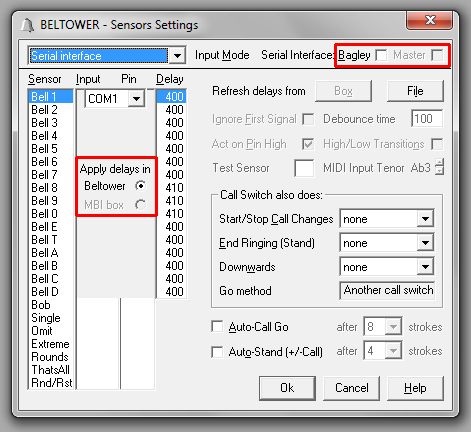 BELTOWER - Sensors Settings
Serial interface Input Mode Serial Interface: Bagley Master
Sensor Input Pin Delay
Bell 1 COM1 400
Bell 2 400
Bell 3 400
Bell 4 400
Bell 5 400
Bell 6 400
Bell 7 400
Bell 8 410
Bell 9 400
Bell 0 410
Bell E 400
Bell T 400
Bell A 400
Bell B 400
Bell C 400
Bell D 400
Bob
Single
Omit
Extreme
Rounds
ThatsAll
Rnd/Rst
Apply delays in
Beltower
MBI box
Refresh delays from Box File
Ignore First Signal Debounce time 100
Act on Pin High High/Low Transitions
Test Sensor MIDI Input Tenor Ab3
Call Switch also does:
Start/Stop Call Changes none
End Ringing (Stand) none
Downwards none
Go method Another call switch
Auto-Call Go after 8 strokes
Auto-Stand (+/-Call) after 4 strokes
Ok Cancel Help